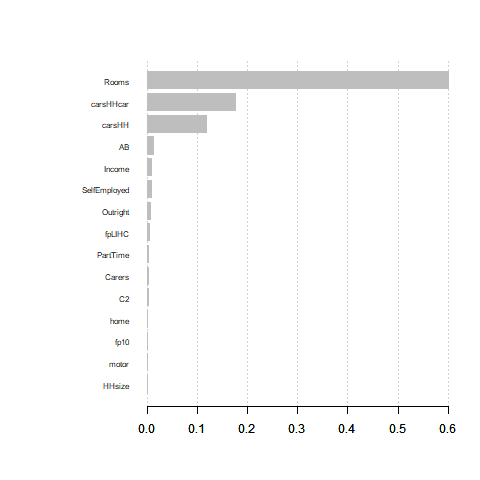 Rooms
carsHHcar
carsHH
AB
Income
SelfEmployed
Outright
fpLIHC
PartTime
Carers
C2
home
fp10
motor
HHsize
0.0 0.1 0.2 0.3 0.4 0.5 0.6